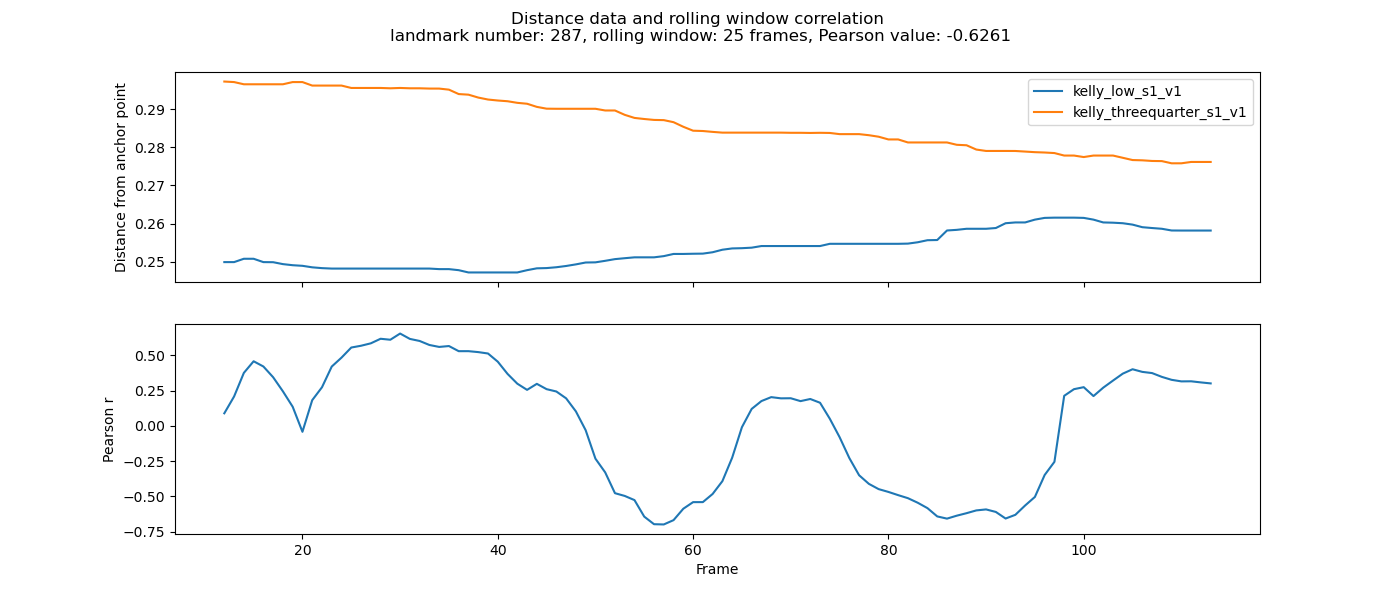 Distance data and rolling window correlation
landmark number: 287, rolling window: 25 frames, Pearson value: -0.6261
Distance from anchor point
0.29
0.28
0.27
0.26
0.25
kelly_low_s1_v1
kelly_threequarter_s1_v1
Pearson r
0.50
0.25
0.00
−0.25
−0.50
−0.75
20
40
60
80
100
Frame